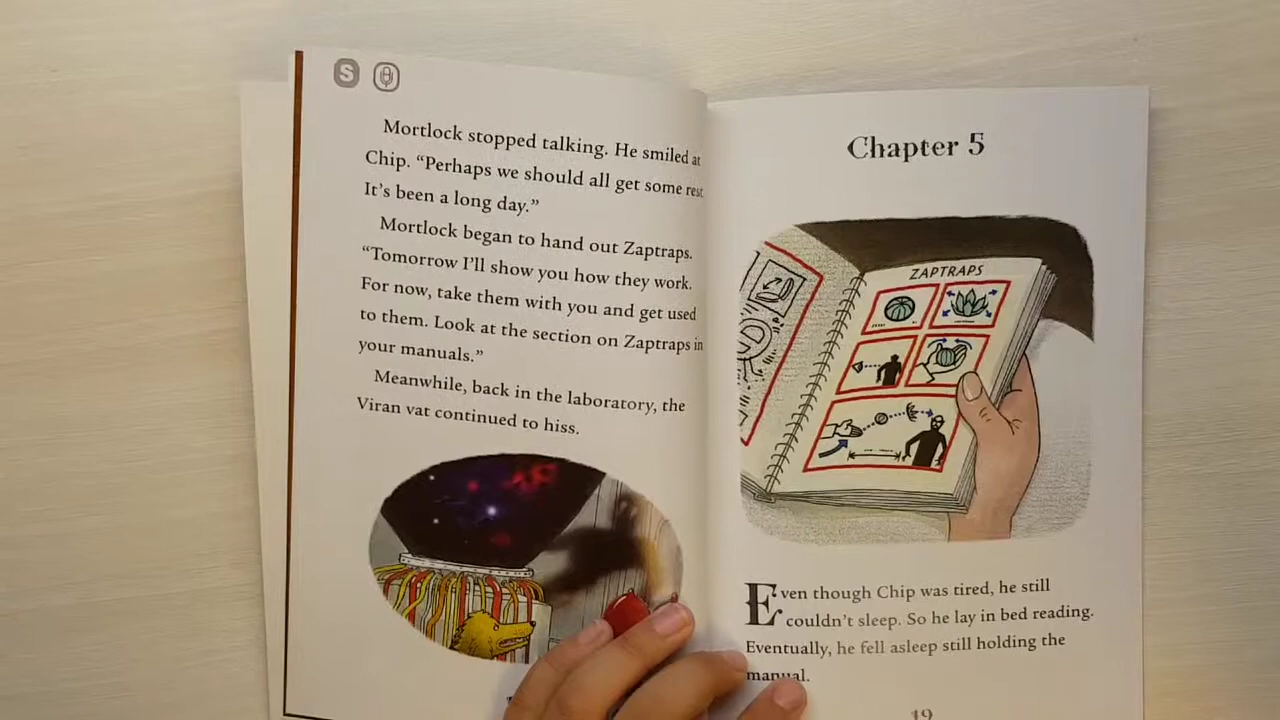 S
Mortlock stopped talking. He smiled at
Chip. “Perhaps we should all get some rest.
It’s been a long day.”
Mortlock began to hand out Zaptraps.
“Tomorrow I’ll show you how they work.
For now, take them with you and get used
to them. Look at the section on Zaptraps in
your manuals.”
Meanwhile, back in the laboratory, the
Viran vat continued to hiss.
Chapter 5
ZAPTRAPS
Even though Chip was tired, he still
couldn’t sleep. So he lay in bed reading.
Eventually, he fell asleep still holding the
manual.
19